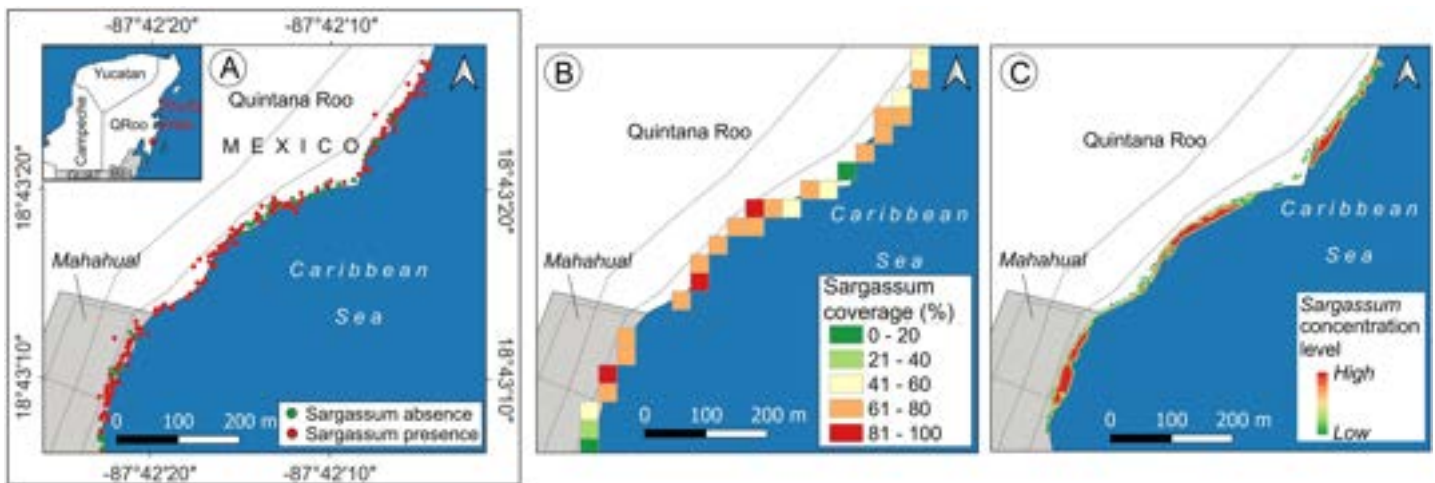 -87°42'20"
-87°42'10"
A
Yucatan
Campeche
QRoo
Quintana Roo
MEXICO
18°43'20"
18°43'20"
Mahahual
Caribbean
Sea
18°43'10"
18°43'10"
0 100 200 m
Sargassum absence
Sargassum presence
-87°42'20"
-87°42'10"
B
Quintana Roo
Mahahual
Caribbean
Sea
Sargassum
coverage (%)
0 - 20
21 - 40
41 - 60
61 - 80
81 - 100
0 100 200 m
C
Quintana Roo
Mahahual
Caribbean
Sea
Sargassum
concentration
level
High
Low
0 100 200 m